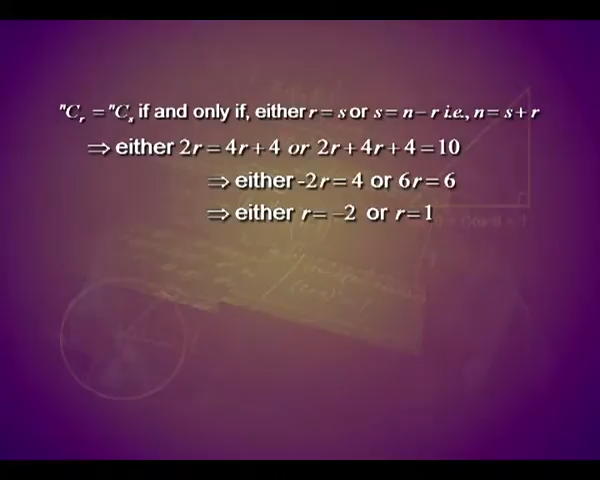 ⁿCᵣ = ⁿCₛ if and only if, either r = s or s = n – r i.e., n = s + r
⇒ either 2r = 4r + 4 or 2r + 4r + 4 = 10
⇒ either -2r = 4 or 6r = 6
⇒ either r = –2 or r = 1